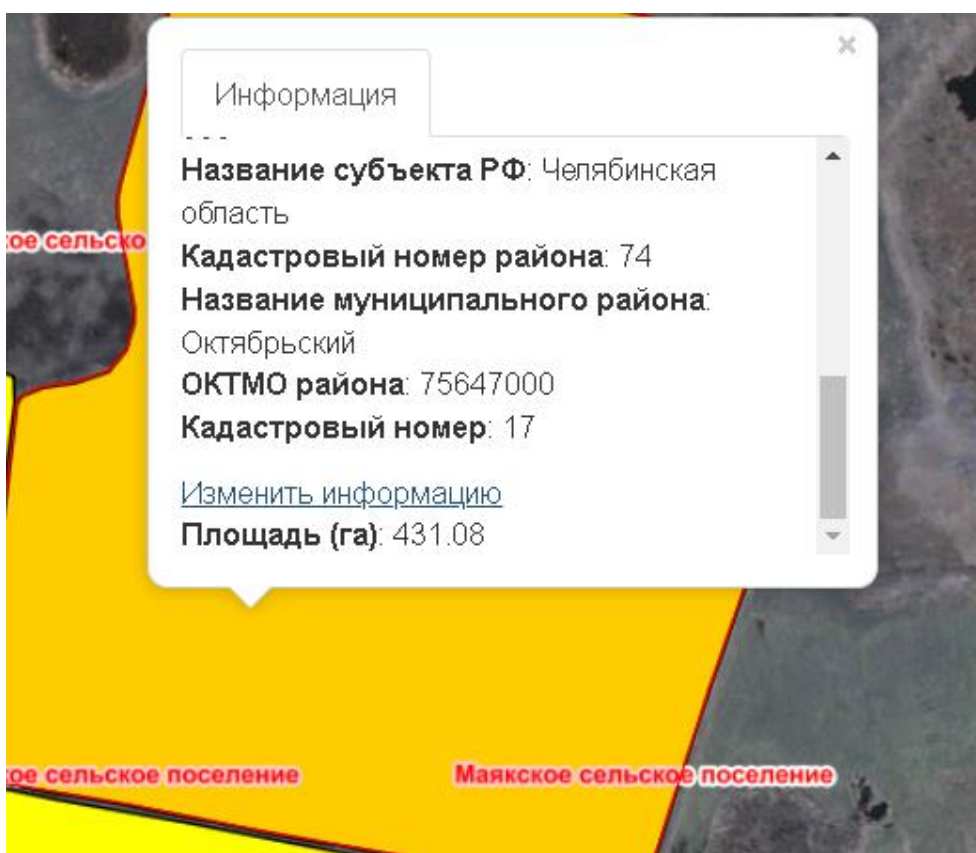 Информация
Название субъекта РФ: Челябинская
область
Кадастровый номер района: 74
Название муниципального района:
Октябрьский
ОКТМО района: 75647000
Кадастровый номер: 17
Изменить информацию
Площадь (га): 431.08
ое сельско
ое сельское поселение
Маякское сельское поселение